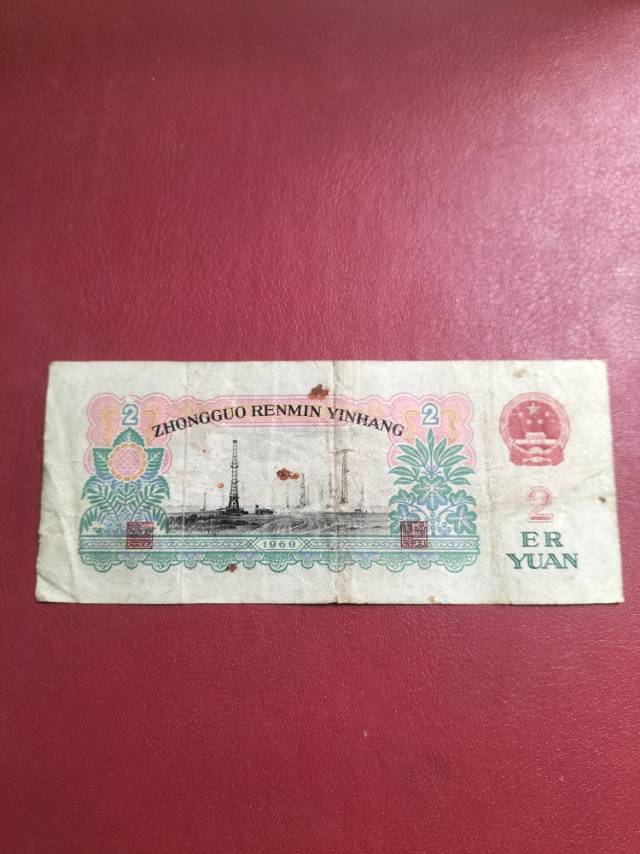 2
2
ZHONGGUO RENMIN YINHANG
1960
2
ER
YUAN